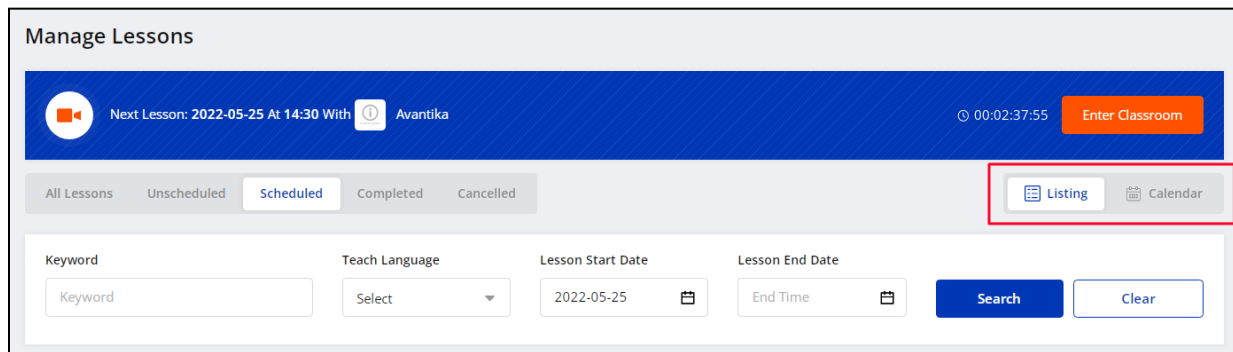 Manage Lessons
Next Lesson: 2022-05-25 At 14:30 With Avantika
00:02:37:55
Enter Classroom
All Lessons Unscheduled Scheduled Completed Cancelled
Listing Calendar
Keyword Teach Language Lesson Start Date Lesson End Date
Keyword Select 2022-05-25 End Time Search Clear